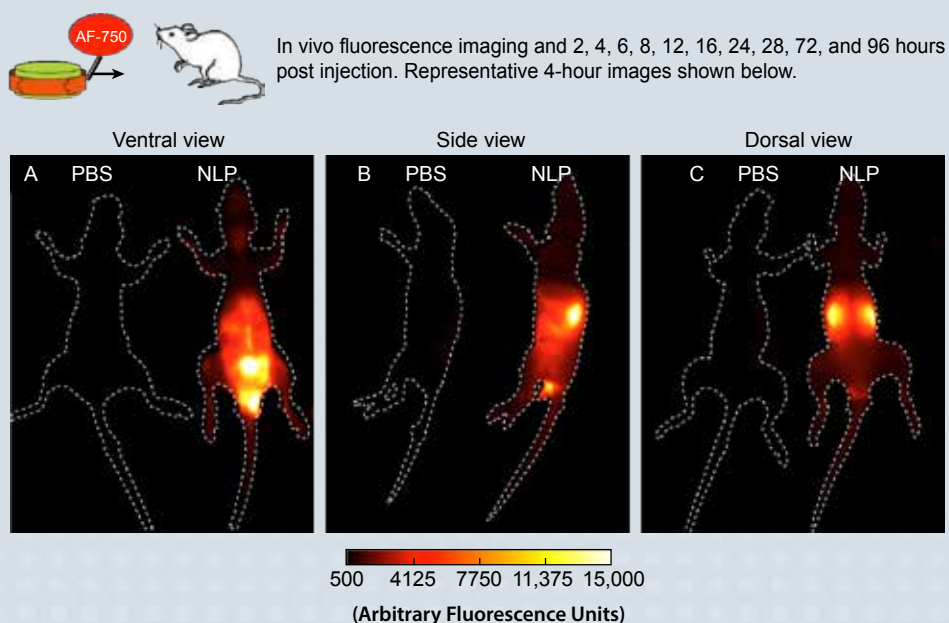 AF-750
In vivo fluorescence imaging and 2, 4, 6, 8, 12, 16, 24, 28, 72, and 96 hours
post injection. Representative 4-hour images shown below.
Ventral view
Side view
Dorsal view
A PBS NLP
B PBS NLP
C PBS NLP
500 4125 7750 11,375 15,000
(Arbitrary Fluorescence Units)